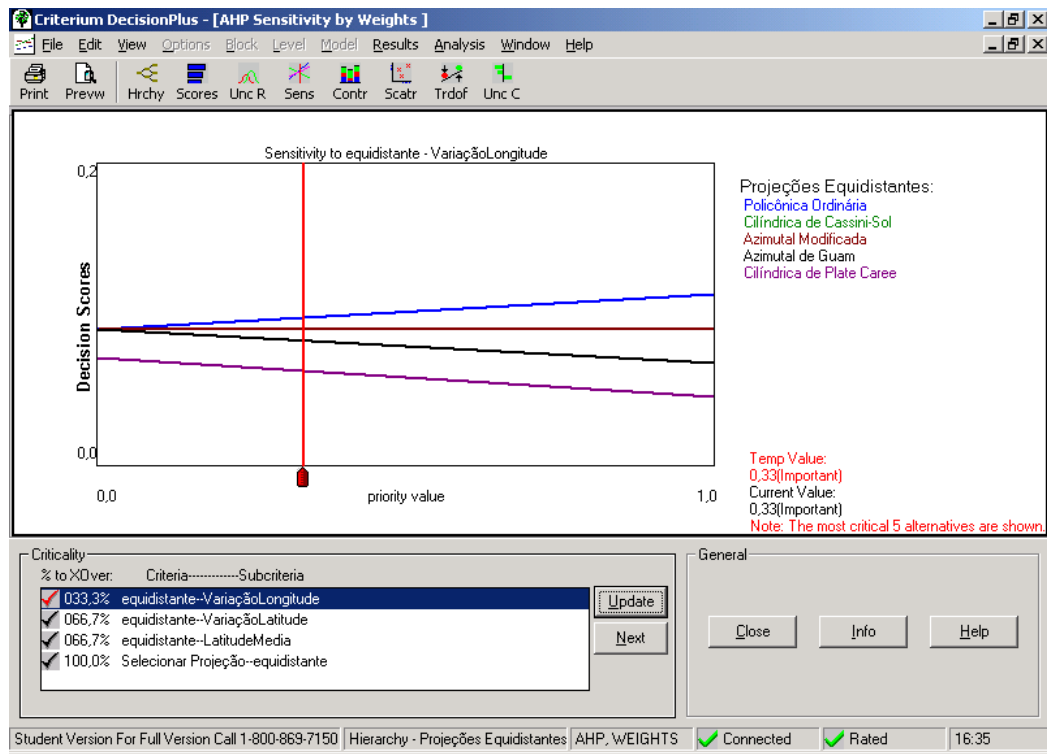 Criterium DecisionPlus - [AHP Sensitivity by Weights ]
File Edit View Options Block Level Model Results Analysis Window Help
Print Prevw Hrchy Scores Unc R Sens Contr Scatr Trdof Unc C
Sensitivity to equidistante - VariaçãoLongitude
0,2
Decision Scores
0,0
0,0 priority value 1,0
Projeções Equidistantes:
Policônica Ordinária
Cilíndrica de Cassini-Sol
Azimutal Modificada
Azimutal de Guam
Cilíndrica de Plate Caree
Temp Value:
0,33(Important)
Current Value:
0,33(Important)
Note: The most critical 5 alternatives are shown.
Criticality
% to XOver: Criteria------------Subcriteria
033,3% equidistante--VariaçãoLongitude
066,7% equidistante--VariaçãoLatitude
066,7% equidistante--LatitudeMedia
100,0% Selecionar Projeção--equidistante
Update
Next
General
Close Info Help
Student Version For Full Version Call 1-800-869-7150 Hierarchy - Projeções Equidistantes AHP, WEIGHTS Connected Rated 16:35